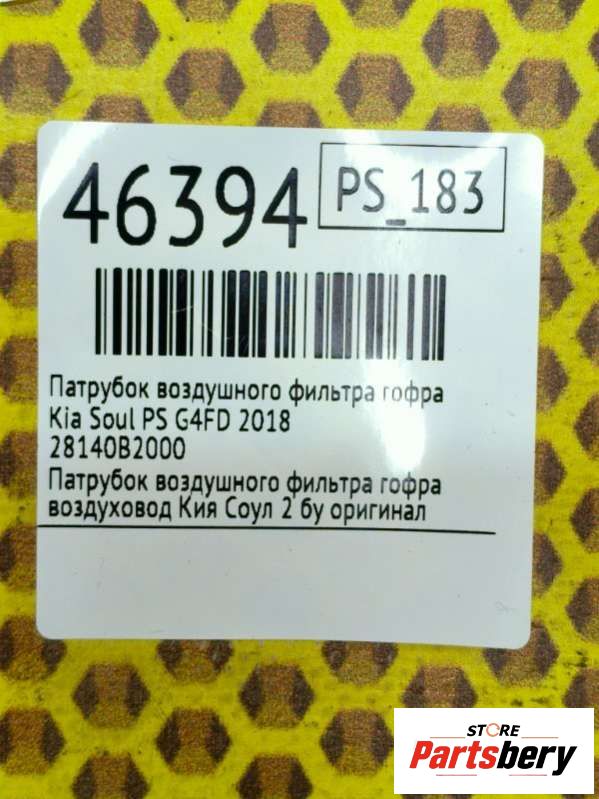 46394
PS_183
Патрубок воздушного фильтра гофра
Kia Soul PS G4FD 2018
28140B2000
Патрубок воздушного фильтра гофра
воздуховод Кия Соул 2 бу оригинал
STORE
Partsbery